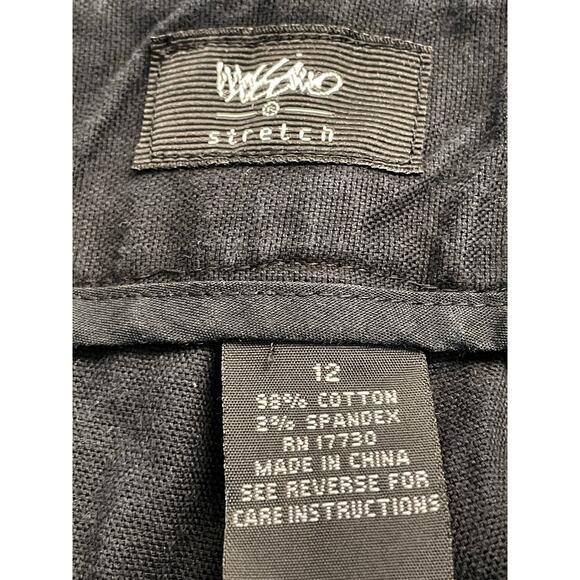 mossimo
®
stretch
12
98% COTTON
2% SPANDEX
RN 17730
MADE IN CHINA
SEE REVERSE FOR
CARE INSTRUCTIONS